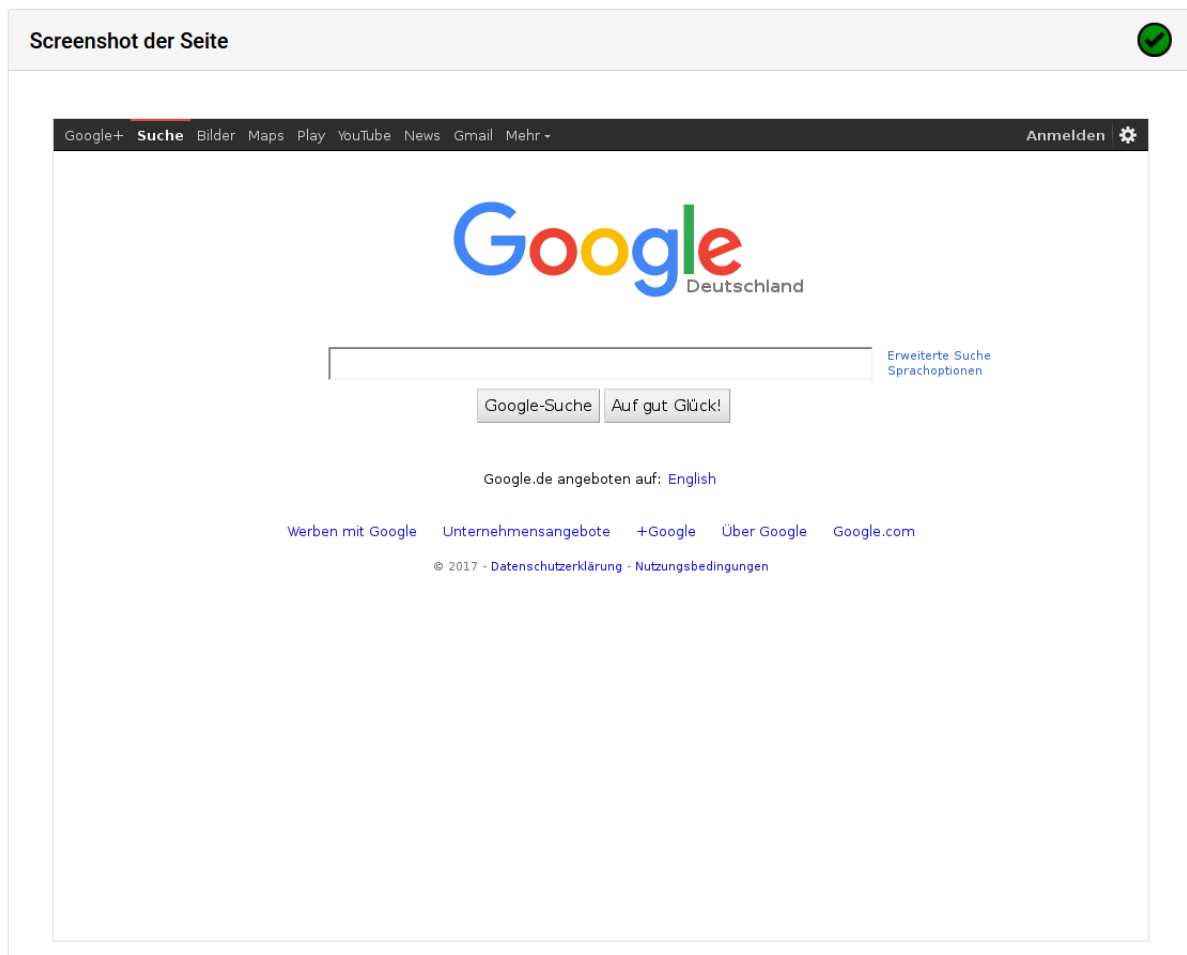 Screenshot der Seite
Google+ Suche Bilder Maps Play YouTube News Gmail Mehr Anmelden
Google
Deutschland
Erweiterte Suche
Sprachoptionen
Google-Suche Auf gut Glück!
Google.de angeboten auf: English
Werben mit Google Unternehmensangebote +Google Über Google Google.com
© 2017 - Datenschutzerklärung - Nutzungsbedingungen